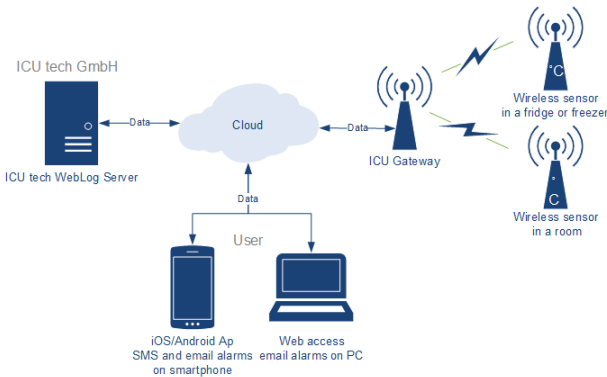 ICU tech GmbH
Data
Cloud
Data
ICU Gateway
ICU tech WebLog Server
°C
Wireless sensor
in a fridge or freezer
°
C
Wireless sensor
in a room
Data
User
iOS/Android Ap
SMS and email alarms
on smartphone
Web access
email alarms on PC